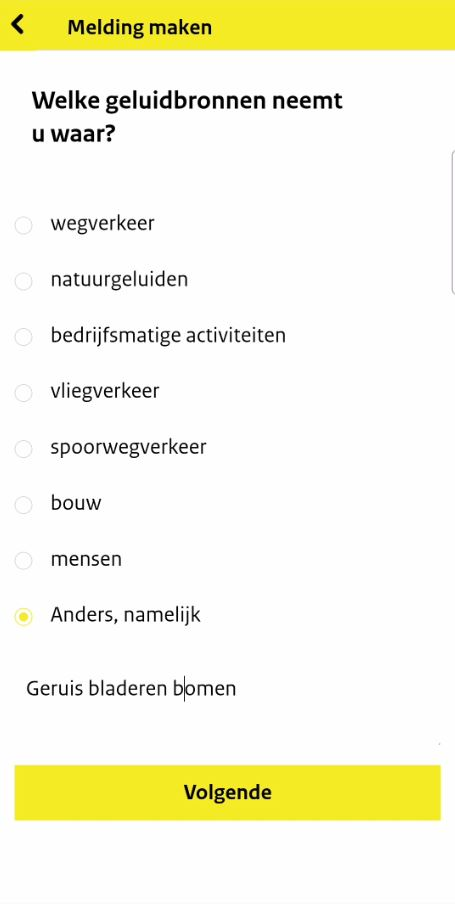 Melding maken
Welke geluidbronnen neemt
u waar?
wegverkeer
natuurgeluiden
bedrijfsmatige activiteiten
vliegverkeer
spoorwegverkeer
bouw
mensen
Anders, namelijk
Geruis bladeren bomen
Volgende